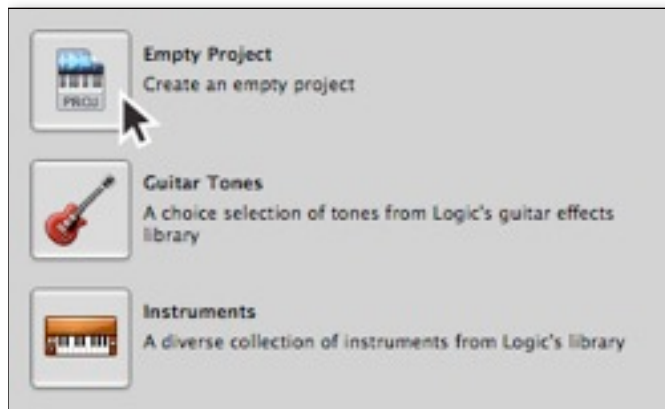 PROJ
Empty Project
Create an empty project
Guitar Tones
A choice selection of tones from Logic's guitar effects
library
Instruments
A diverse collection of instruments from Logic's library